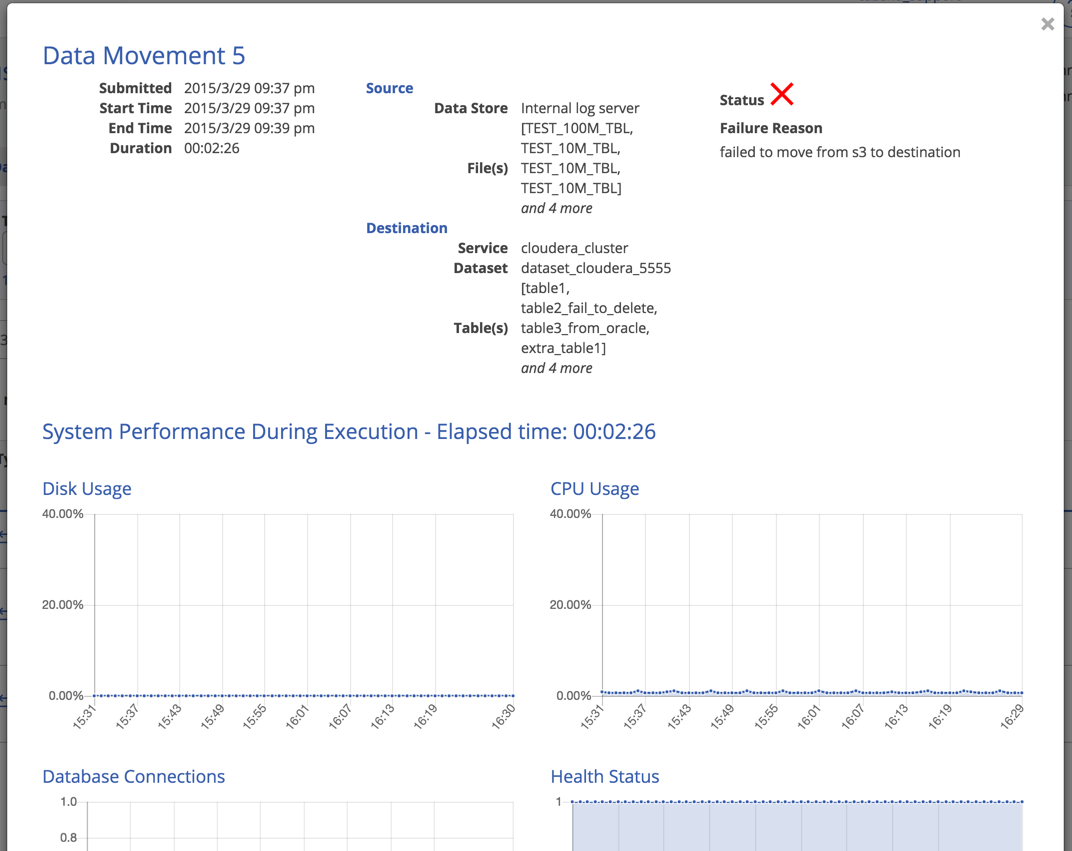 ×
Data Movement 5
Submitted 2015/3/29 09:37 pm
Start Time 2015/3/29 09:37 pm
End Time 2015/3/29 09:39 pm
Duration 00:02:26
Source
Data Store Internal log server
File(s) [TEST_100M_TBL,
TEST_10M_TBL,
TEST_10M_TBL,
TEST_10M_TBL]
and 4 more
Destination
Service cloudera_cluster
Dataset dataset_cloudera_5555
Table(s) [table1,
table2_fail_to_delete,
table3_from_oracle,
extra_table1]
and 4 more
Status
Failure Reason
failed to move from s3 to destination
System Performance During Execution - Elapsed time: 00:02:26
Disk Usage
40.00%
20.00%
0.00%
15:31 15:37 15:43 15:49 15:55 16:01 16:07 16:13 16:19 16:30
CPU Usage
40.00%
20.00%
0.00%
15:31 15:37 15:43 15:49 15:55 16:01 16:07 16:13 16:19 16:29
Database Connections
1.0
0.8
Health Status
1